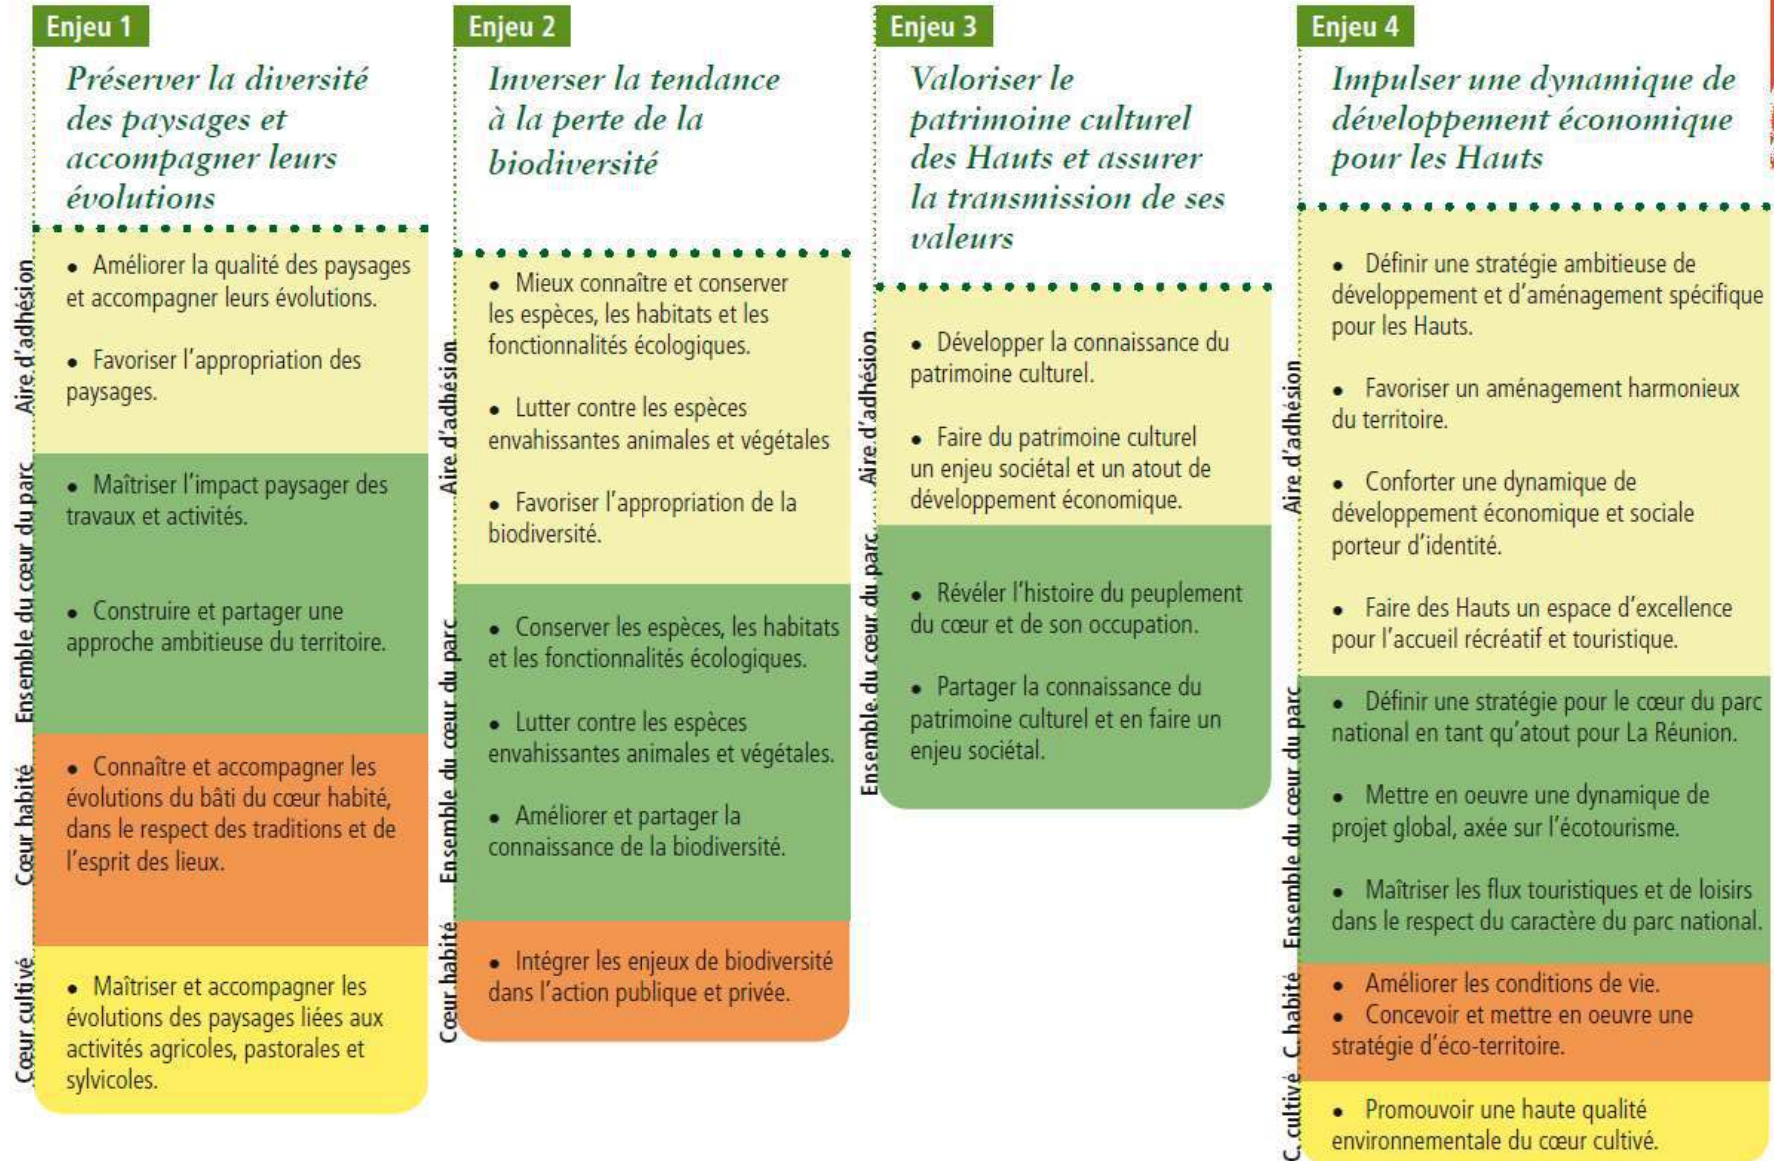 Enjeu 1
Préserver la diversité
des paysages et
accompagner leurs
évolutions
Aire d'adhésion
• Améliorer la qualité des paysages
et accompagner leurs évolutions.
• Favoriser l'appropriation des
paysages.
Ensemble du cœur du parc
• Maîtriser l'impact paysager des
travaux et activités.
• Construire et partager une
approche ambitieuse du territoire.
Cœur habité
• Connaître et accompagner les
évolutions du bâti du cœur habité,
dans le respect des traditions et de
l'esprit des lieux.
Cœur cultivé
• Maîtriser et accompagner les
évolutions des paysages liées aux
activités agricoles, pastorales et
sylvicoles.
Enjeu 2
Inverser la tendance
à la perte de la
biodiversité
Aire d'adhésion
• Mieux connaître et conserver
les espèces, les habitats et les
fonctionnalités écologiques.
• Lutter contre les espèces
envahissantes animales et végétales
• Favoriser l'appropriation de la
biodiversité.
Ensemble du cœur du parc
• Conserver les espèces, les habitats
et les fonctionnalités écologiques.
• Lutter contre les espèces
envahissantes animales et végétales.
• Améliorer et partager la
connaissance de la biodiversité.
Cœur habité
• Intégrer les enjeux de biodiversité
dans l'action publique et privée.
Enjeu 3
Valoriser le
patrimoine culturel
des Hauts et assurer
la transmission de ses
valeurs
Aire d'adhésion
• Développer la connaissance du
patrimoine culturel.
• Faire du patrimoine culturel
un enjeu sociétal et un atout de
développement économique.
Ensemble du cœur du parc
• Révéler l'histoire du peuplement
du cœur et de son occupation.
• Partager la connaissance du
patrimoine culturel et en faire un
enjeu sociétal.
Enjeu 4
Impulser une dynamique de
développement économique
pour les Hauts
Aire d'adhésion
• Définir une stratégie ambitieuse de
développement et d'aménagement spécifique
pour les Hauts.
• Favoriser un aménagement harmonieux
du territoire.
• Conforter une dynamique de
développement économique et sociale
porteur d'identité.
• Faire des Hauts un espace d'excellence
pour l'accueil récréatif et touristique.
Ensemble du cœur du parc
• Définir une stratégie pour le cœur du parc
national en tant qu'atout pour La Réunion.
• Mettre en oeuvre une dynamique de
projet global, axée sur l'écotourisme.
• Maîtriser les flux touristiques et de loisirs
dans le respect du caractère du parc national.
C. habité
• Améliorer les conditions de vie.
• Concevoir et mettre en oeuvre une
stratégie d'éco-territoire.
C. cultivé
• Promouvoir une haute qualité
environnementale du cœur cultivé.